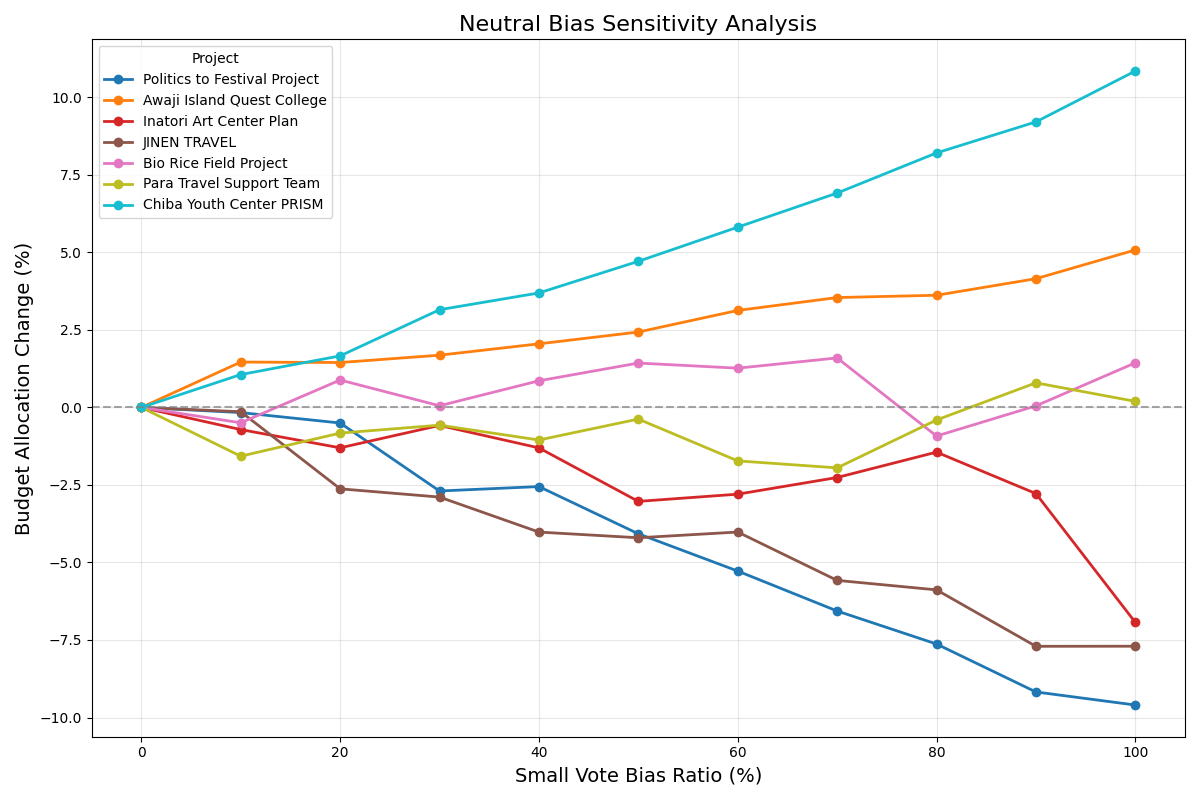 Neutral Bias Sensitivity Analysis
Project
Politics to Festival Project
Awaji Island Quest College
Inatori Art Center Plan
JINEN TRAVEL
Bio Rice Field Project
Para Travel Support Team
Chiba Youth Center PRISM
Budget Allocation Change (%)
10.0
7.5
5.0
2.5
0.0
−2.5
−5.0
−7.5
−10.0
0 20 40 60 80 100
Small Vote Bias Ratio (%)